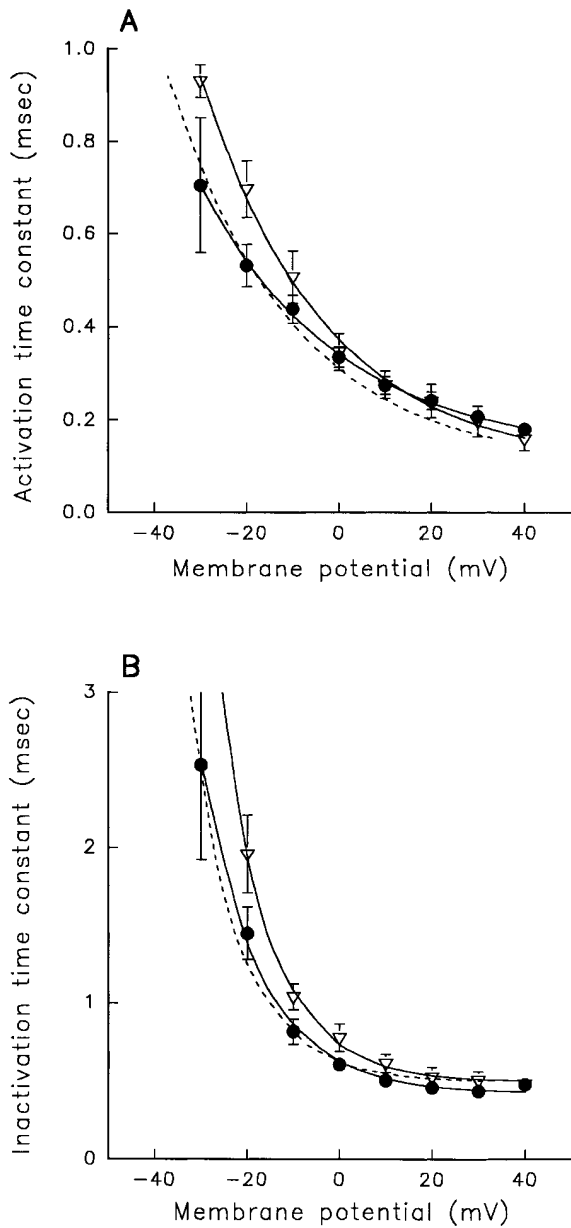 A
Activation time constant (msec)
1.0
0.8
0.6
0.4
0.2
0.0
−40 −20 0 20 40
Membrane potential (mV)
B
Inactivation time constant (msec)
3
2
1
0
−40 −20 0 20 40
Membrane potential (mV)